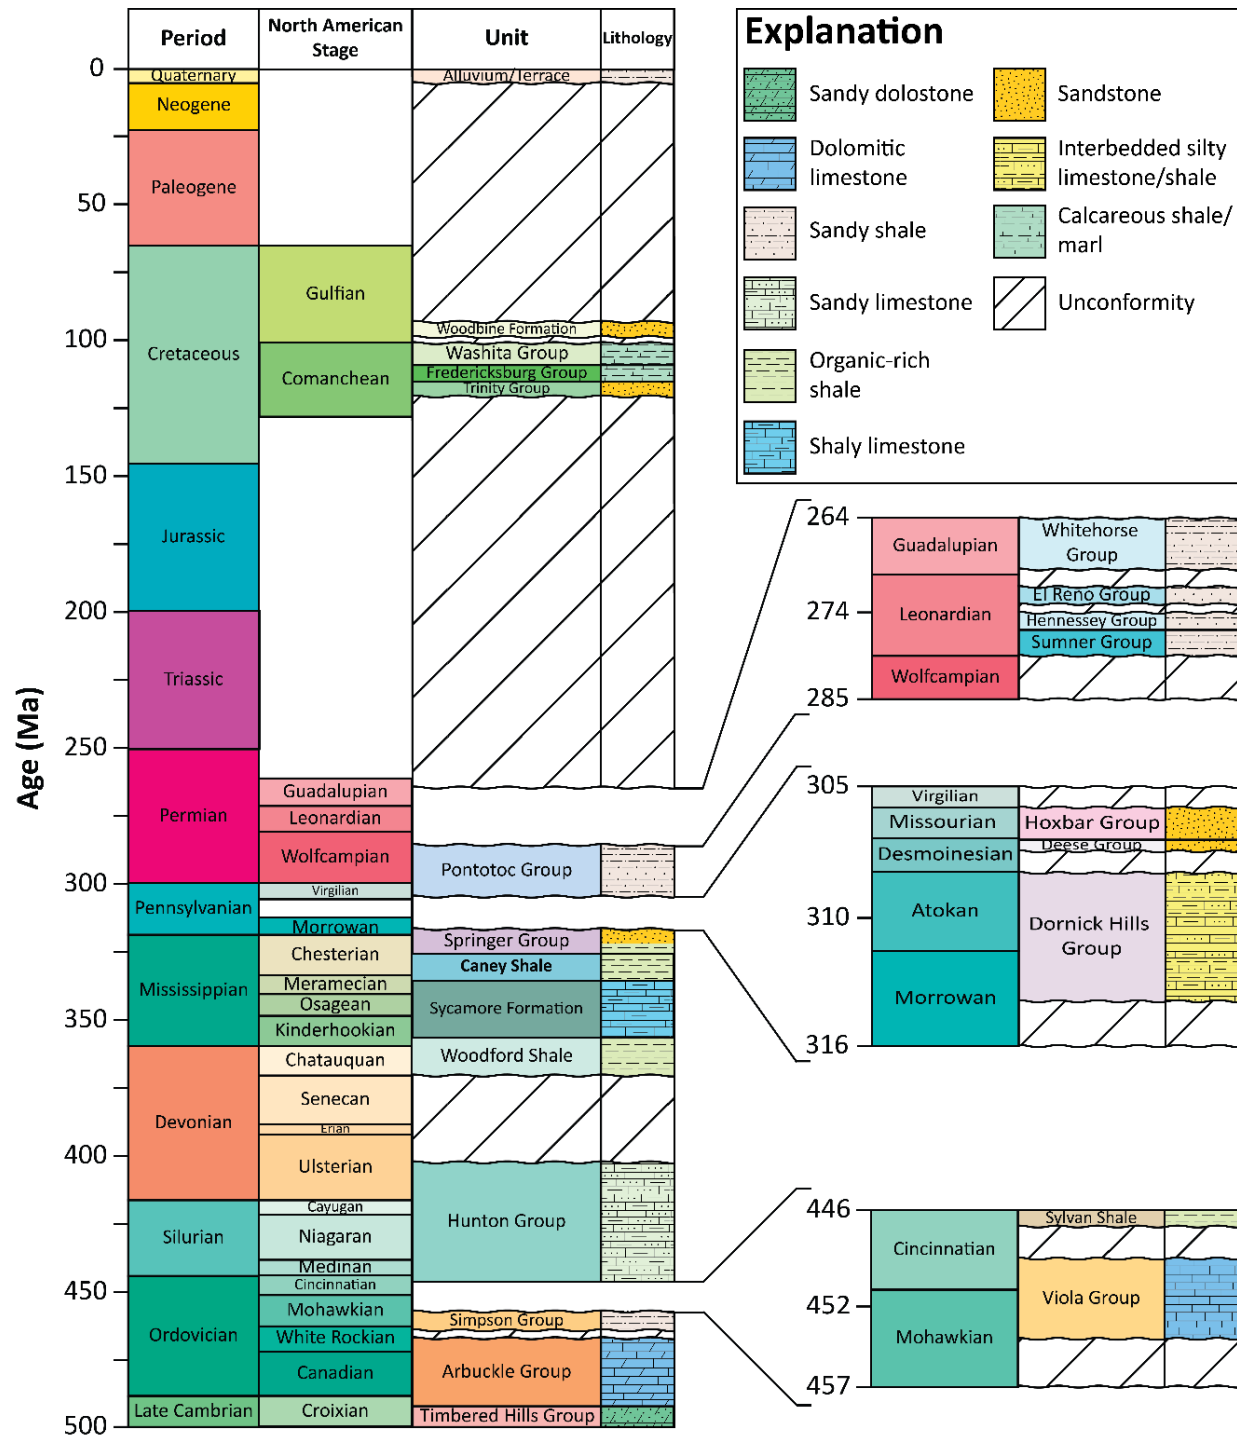 Period
North American
Stage
Unit
Lithology
Age (Ma)
0
50
100
150
200
250
300
350
400
450
500
Quaternary
Neogene
Paleogene
Cretaceous
Jurassic
Triassic
Permian
Pennsylvanian
Mississippian
Devonian
Silurian
Ordovician
Late Cambrian
Gulfian
Comanchean
Guadalupian
Leonardian
Wolfcampian
Virgilian
Morrowan
Chesterian
Meramecian
Osagean
Kinderhookian
Chatauquan
Senecan
Erian
Ulsterian
Cayugan
Niagaran
Medinan
Cincinnatian
Mohawkian
White Rockian
Canadian
Croixian
Alluvium/Terrace
Woodbine Formation
Washita Group
Fredericksburg Group
Trinity Group
Pontotoc Group
Springer Group
Caney Shale
Sycamore Formation
Woodford Shale
Hunton Group
Simpson Group
Arbuckle Group
Timbered Hills Group
Explanation
Sandy dolostone
Dolomitic
limestone
Sandy shale
Sandy limestone
Organic-rich
shale
Shaly limestone
Sandstone
Interbedded silty
limestone/shale
Calcareous shale/
marl
Unconformity
264
274
285
Guadalupian
Leonardian
Wolfcampian
Whitehorse
Group
El Reno Group
Hennessey Group
Sumner Group
305
310
316
Virgilian
Missourian
Desmoinesian
Atokan
Morrowan
Hoxbar Group
Deese Group
Dornick Hills
Group
446
452
457
Cincinnatian
Mohawkian
Sylvan Shale
Viola Group